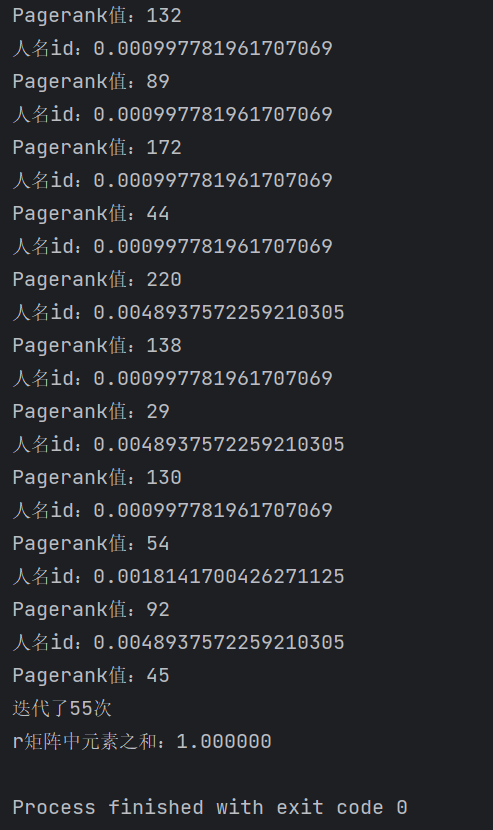 Pagerank值：132
人名id：0.000997781961707069
Pagerank值：89
人名id：0.000997781961707069
Pagerank值：172
人名id：0.000997781961707069
Pagerank值：44
人名id：0.000997781961707069
Pagerank值：220
人名id：0.0048937572259210305
Pagerank值：138
人名id：0.000997781961707069
Pagerank值：29
人名id：0.0048937572259210305
Pagerank值：130
人名id：0.000997781961707069
Pagerank值：54
人名id：0.0018141700426271125
Pagerank值：92
人名id：0.0048937572259210305
Pagerank值：45
迭代了55次
r矩阵中元素之和：1.000000
Process finished with exit code 0